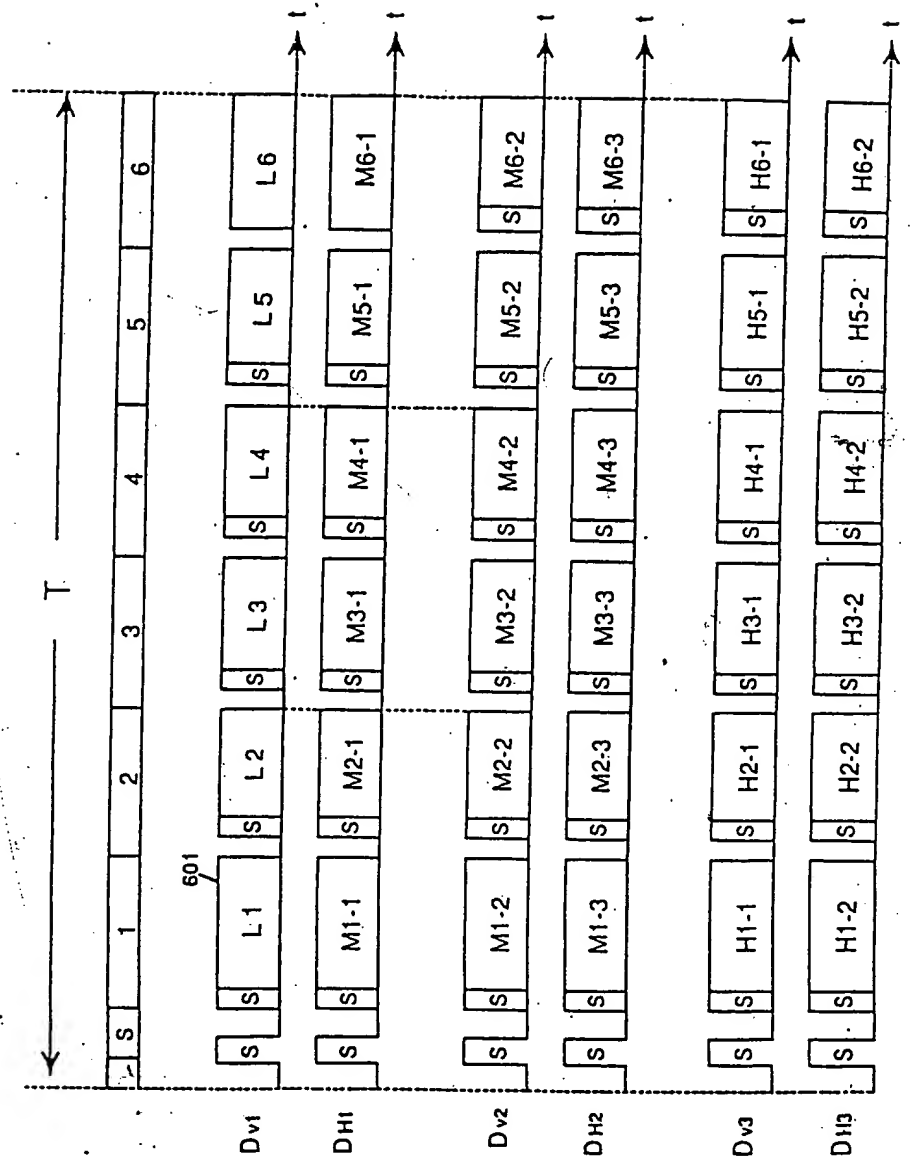 T
S 1 2 3 4 5 6
601
DV1 S S L1 S L2 S L3 S L4 S L5 L6 t
DH1 S S M1-1 S M2-1 S M3-1 S M4-1 S M5-1 M6-1 t
DV2 S S M1-2 S M2-2 S M3-2 S M4-2 S M5-2 S M6-2 t
DH2 S S M1-3 S M2-3 S M3-3 S M4-3 S M5-3 S M6-3 t
DV3 S S H1-1 S H2-1 S H3-1 S H4-1 S H5-1 S H6-1 t
DH3 S S H1-2 S H2-2 S H3-2 S H4-2 S H5-2 S H6-2 t